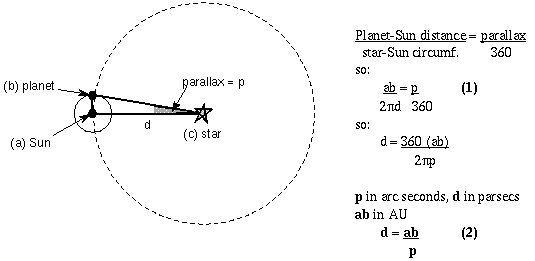 (b) planet
(a) Sun
parallax = p
d
(c) star
Planet-Sun distance = parallax
star-Sun circumf. 360
so:
ab = p (1)
2πd 360
so:
d = 360 (ab)
2πp
p in arc seconds, d in parsecs
ab in AU
d = ab (2)
p